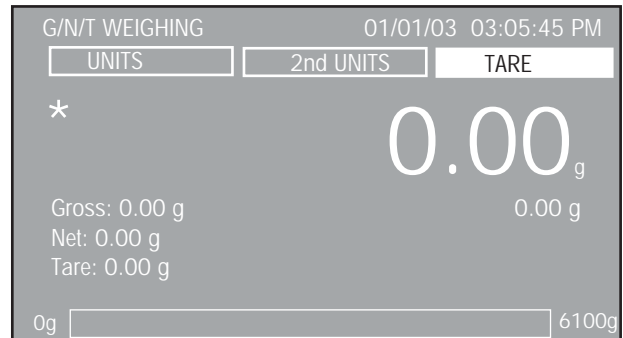 G/N/T WEIGHING 01/01/03 03:05:45 PM
UNITS 2nd UNITS TARE
* 0.00 g
Gross: 0.00 g 0.00 g
Net: 0.00 g
Tare: 0.00 g
0g 6100g